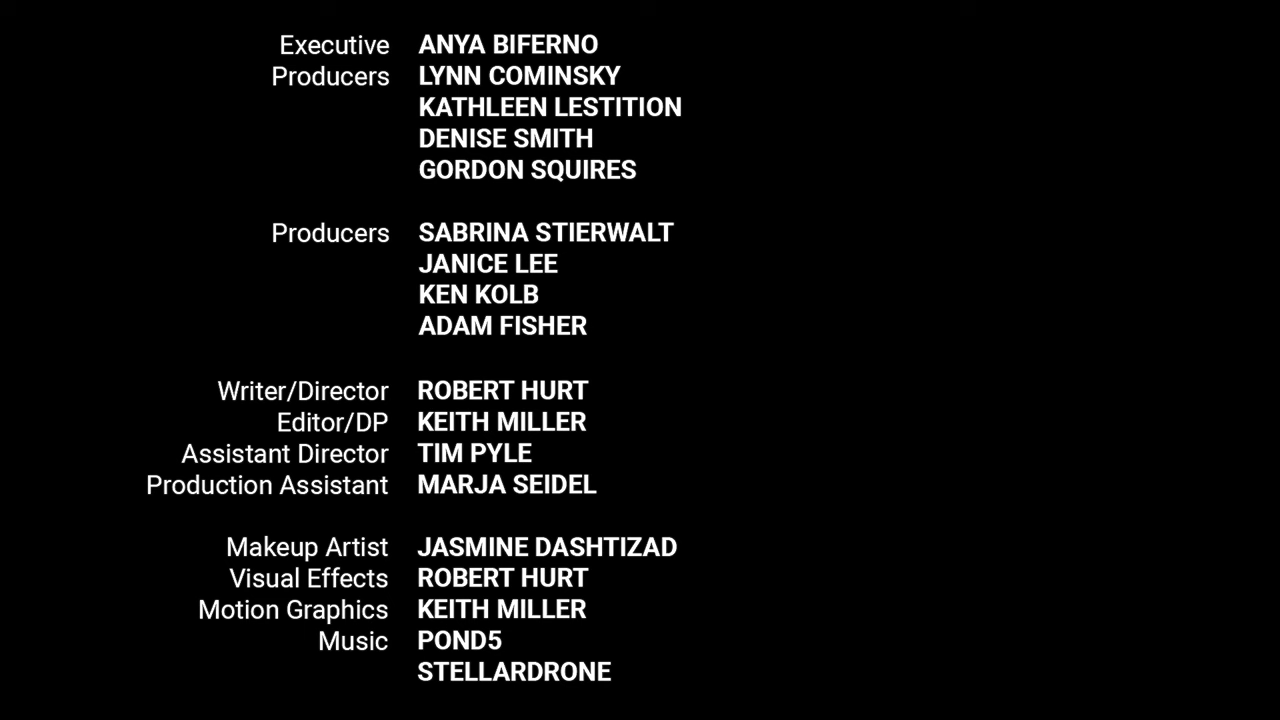 Executive ANYA BIFERNO
Producers LYNN COMINSKY
KATHLEEN LESTITION
DENISE SMITH
GORDON SQUIRES
Producers SABRINA STIERWALT
JANICE LEE
KEN KOLB
ADAM FISHER
Writer/Director ROBERT HURT
Editor/DP KEITH MILLER
Assistant Director TIM PYLE
Production Assistant MARJA SEIDEL
Makeup Artist JASMINE DASHTIZAD
Visual Effects ROBERT HURT
Motion Graphics KEITH MILLER
Music POND5
STELLARDRONE